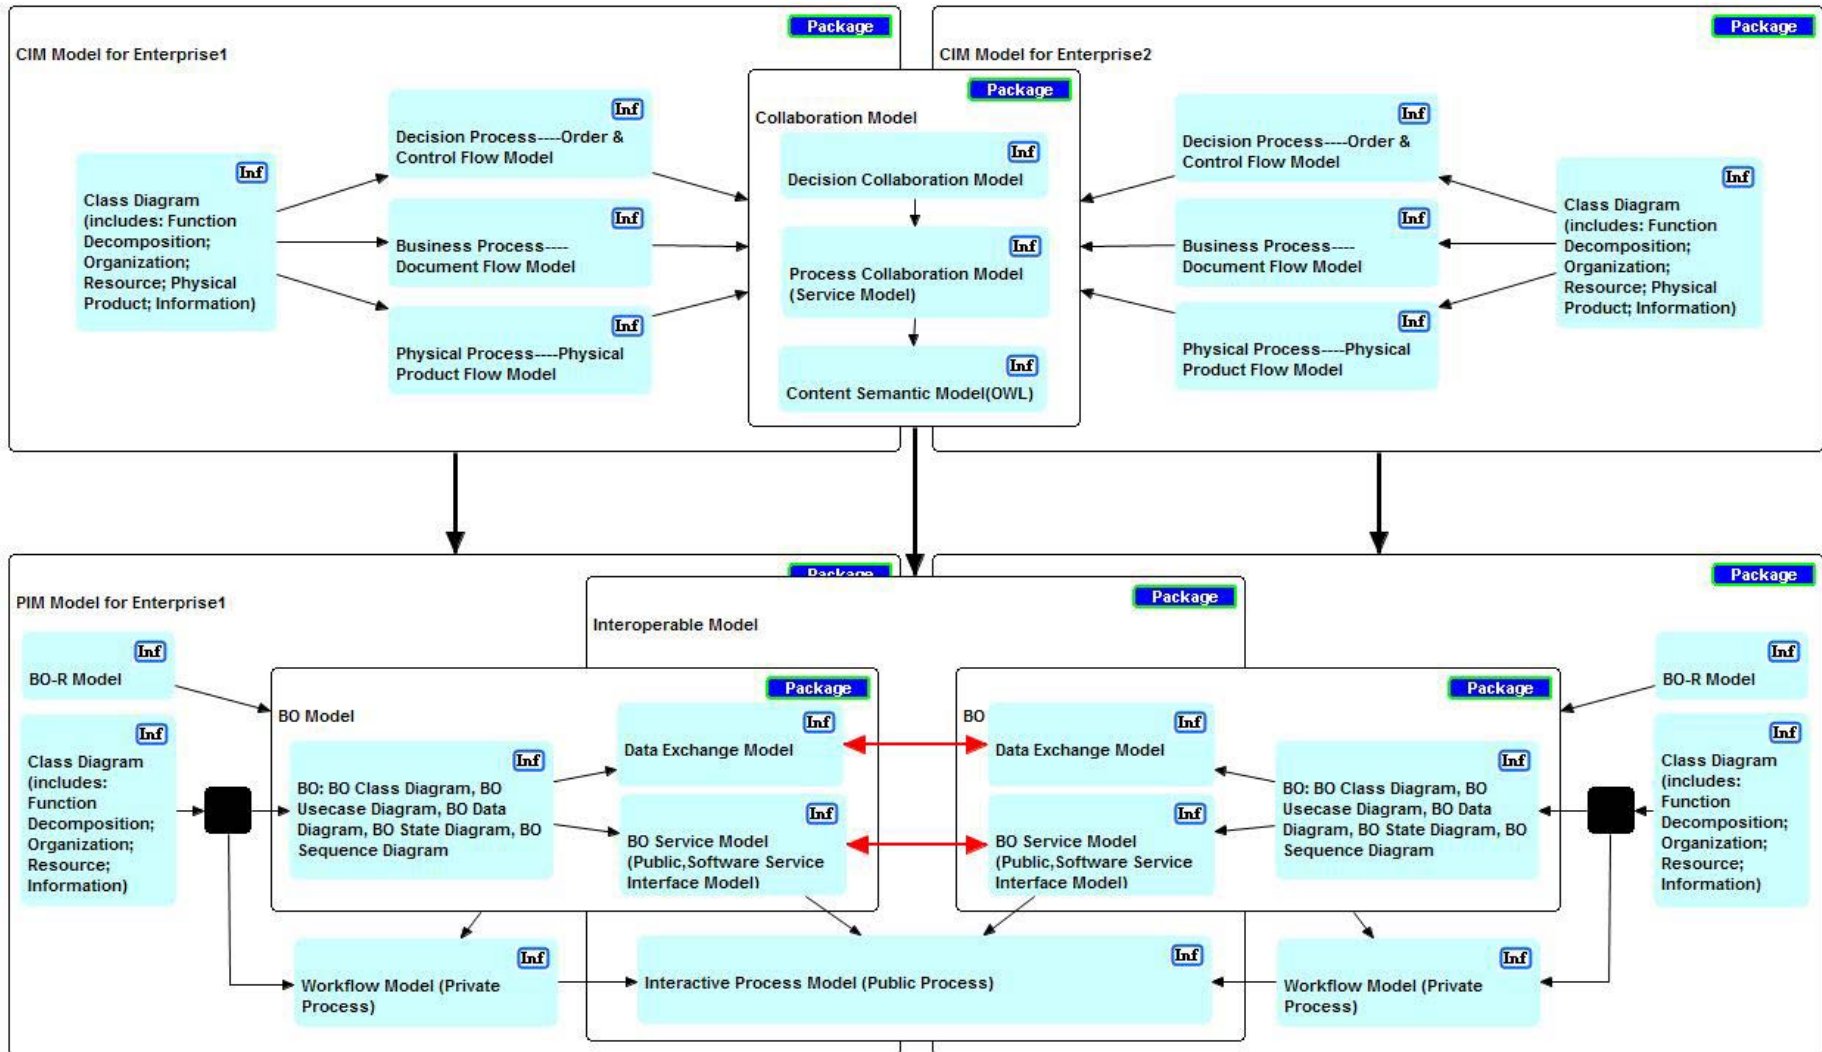 Package
CIM Model for Enterprise1
Inf
Decision Process----Order &
Control Flow Model
Inf
Class Diagram
(includes: Function
Decomposition;
Organization;
Resource; Physical
Product; Information)
Inf
Business Process----
Document Flow Model
Inf
Physical Process----Physical
Product Flow Model
Package
Collaboration Model
Inf
Decision Collaboration Model
Inf
Process Collaboration Model
(Service Model)
Inf
Content Semantic Model(OWL)
Package
CIM Model for Enterprise2
Inf
Decision Process----Order &
Control Flow Model
Inf
Business Process----
Document Flow Model
Inf
Physical Process----Physical
Product Flow Model
Inf
Class Diagram
(includes: Function
Decomposition;
Organization;
Resource; Physical
Product; Information)
Package
PIM Model for Enterprise1
Inf
BO-R Model
Inf
Class Diagram
(includes:
Function
Decomposition;
Organization;
Resource;
Information)
Package
Interoperable Model
Package
BO Model
Inf
BO: BO Class Diagram, BO
Usecase Diagram, BO Data
Diagram, BO State Diagram, BO
Sequence Diagram
Inf
Data Exchange Model
Inf
BO Service Model
(Public,Software Service
Interface Model)
Inf
Workflow Model (Private
Process)
Inf
Interactive Process Model (Public Process)
Package
Package
BO
Inf
Data Exchange Model
Inf
BO Service Model
(Public,Software Service
Interface Model)
Inf
BO: BO Class Diagram, BO
Usecase Diagram, BO Data
Diagram, BO State Diagram, BO
Sequence Diagram
Inf
Workflow Model (Private
Process)
Inf
BO-R Model
Inf
Class Diagram
(includes:
Function
Decomposition;
Organization;
Resource;
Information)